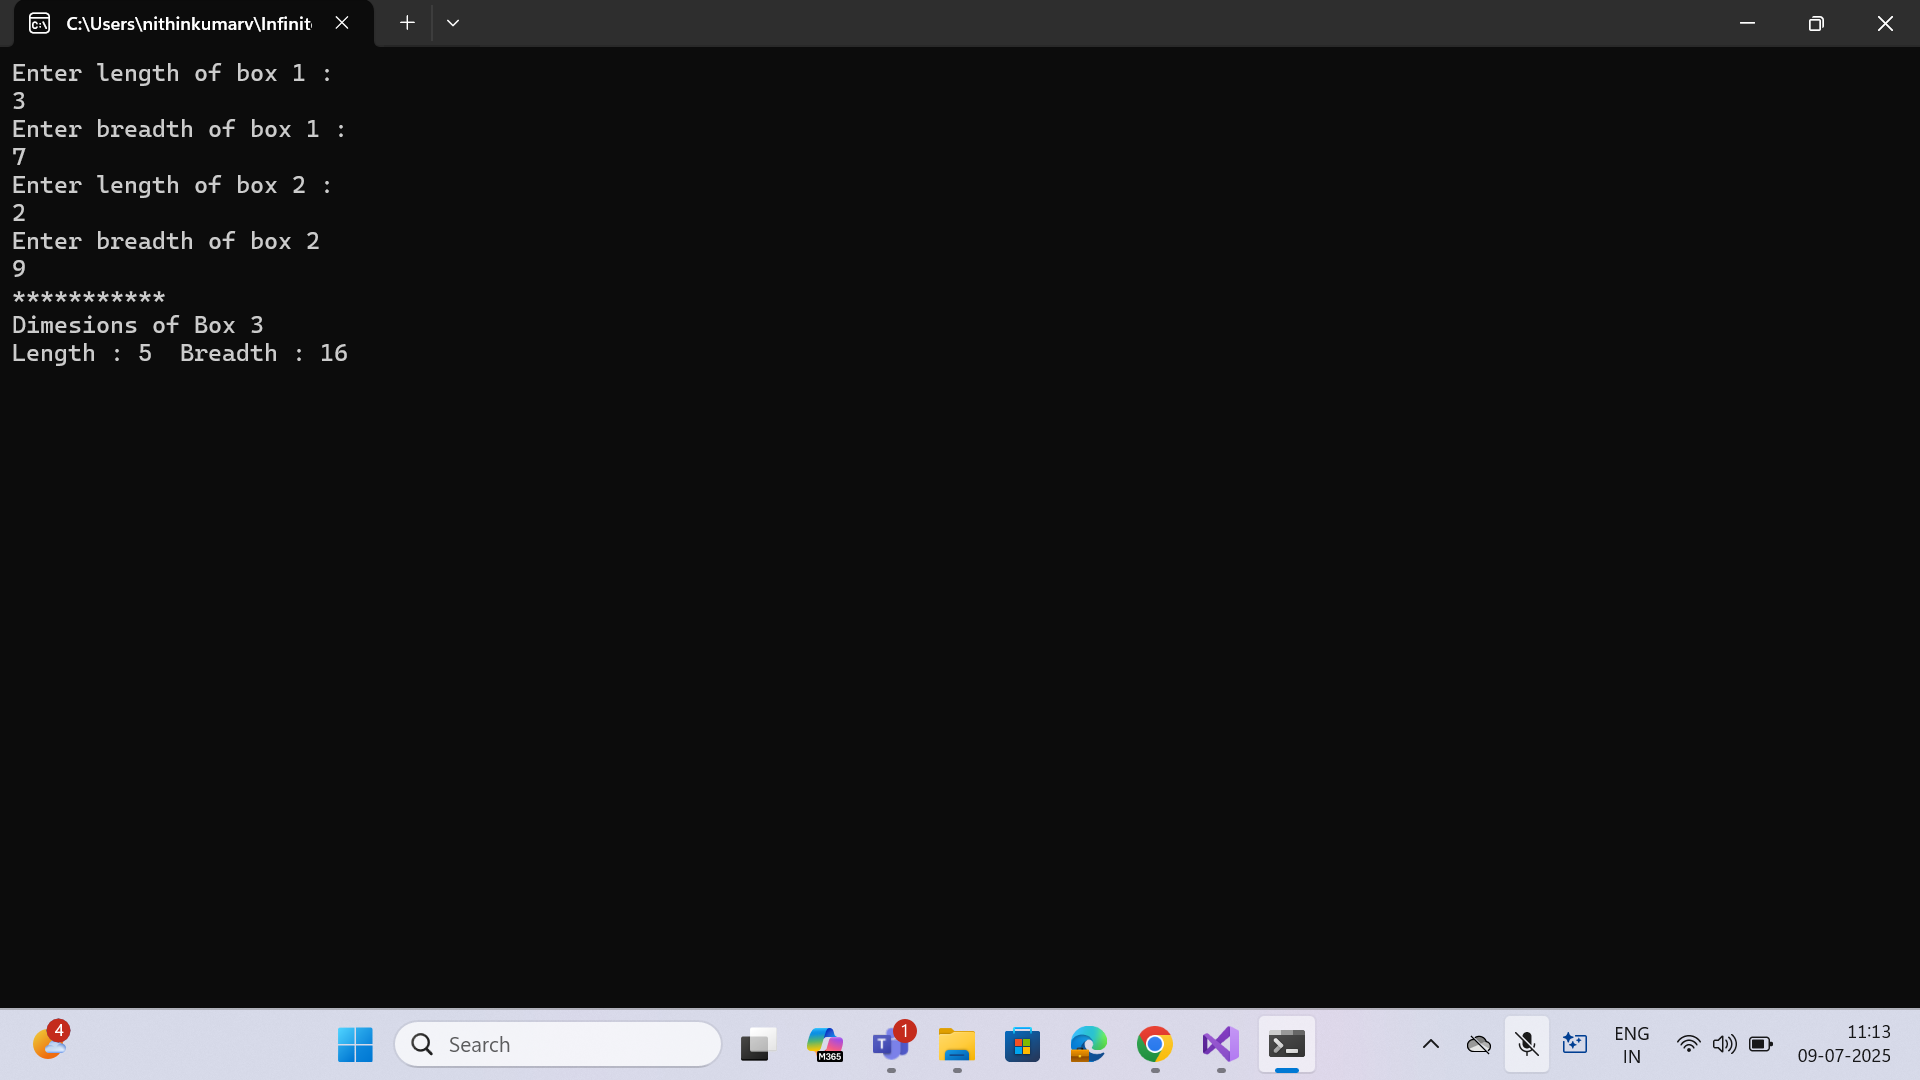 C:\Users\nithinkumarv\Infinit
Enter length of box 1 :
3
Enter breadth of box 1 :
7
Enter length of box 2 :
2
Enter breadth of box 2
9
***********
Dimesions of Box 3
Length : 5  Breadth : 16
4
Search
M365
1
ENG
IN
11:13
09-07-2025